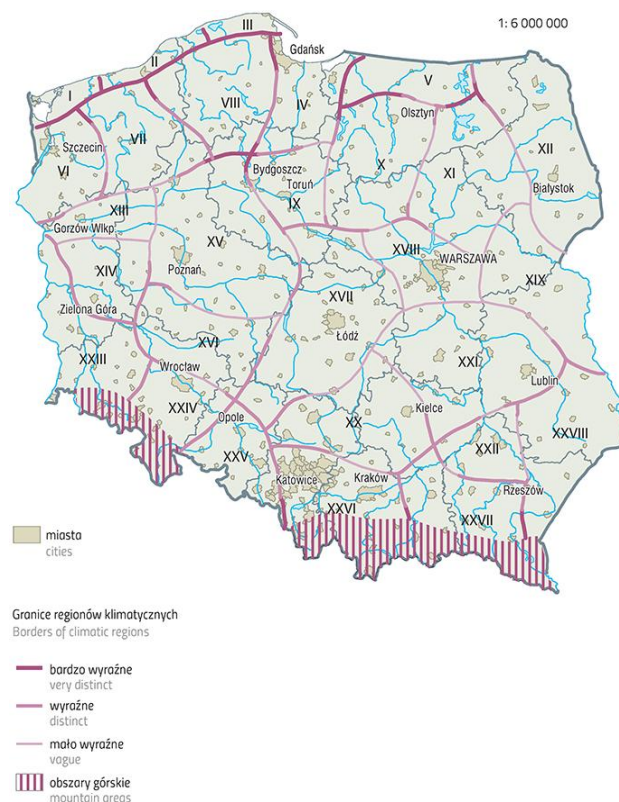 1: 6 000 000
III
Gdańsk
II
I
V
VIII
IV
Olsztyn
VII
Szczecin
XII
VI
Bydgoszcz
X
XI
Toruń
Białystok
IX
XIII
Gorzów Wlkp.
XV
XVIII
WARSZAWA
XIV
Poznań
XIX
XVII
Zielona Góra
Łódź
XVI
XXIII
Wrocław
XXI
Lublin
XXIV
Opole
Kielce
XX
XXVIII
XXV
XXII
Katowice
Kraków
Rzeszów
XXVI
XXVII
miasta
cities
Granice regionów klimatycznych
Borders of climatic regions
bardzo wyraźne
very distinct
wyraźne
distinct
mało wyraźne
vague
obszary górskie
mountain areas